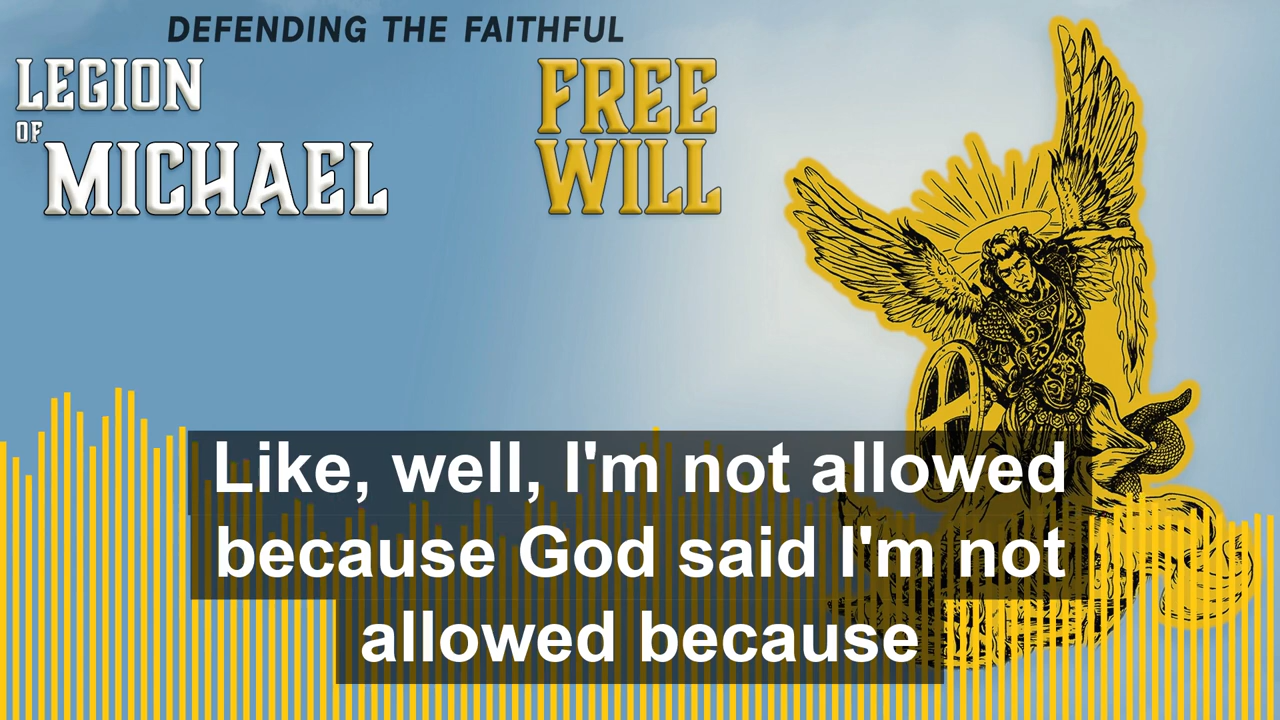 DEFENDING THE FAITHFUL
LEGION
OF
MICHAEL
FREE
WILL
Like, well, I'm not allowed
because God said I'm not
allowed because